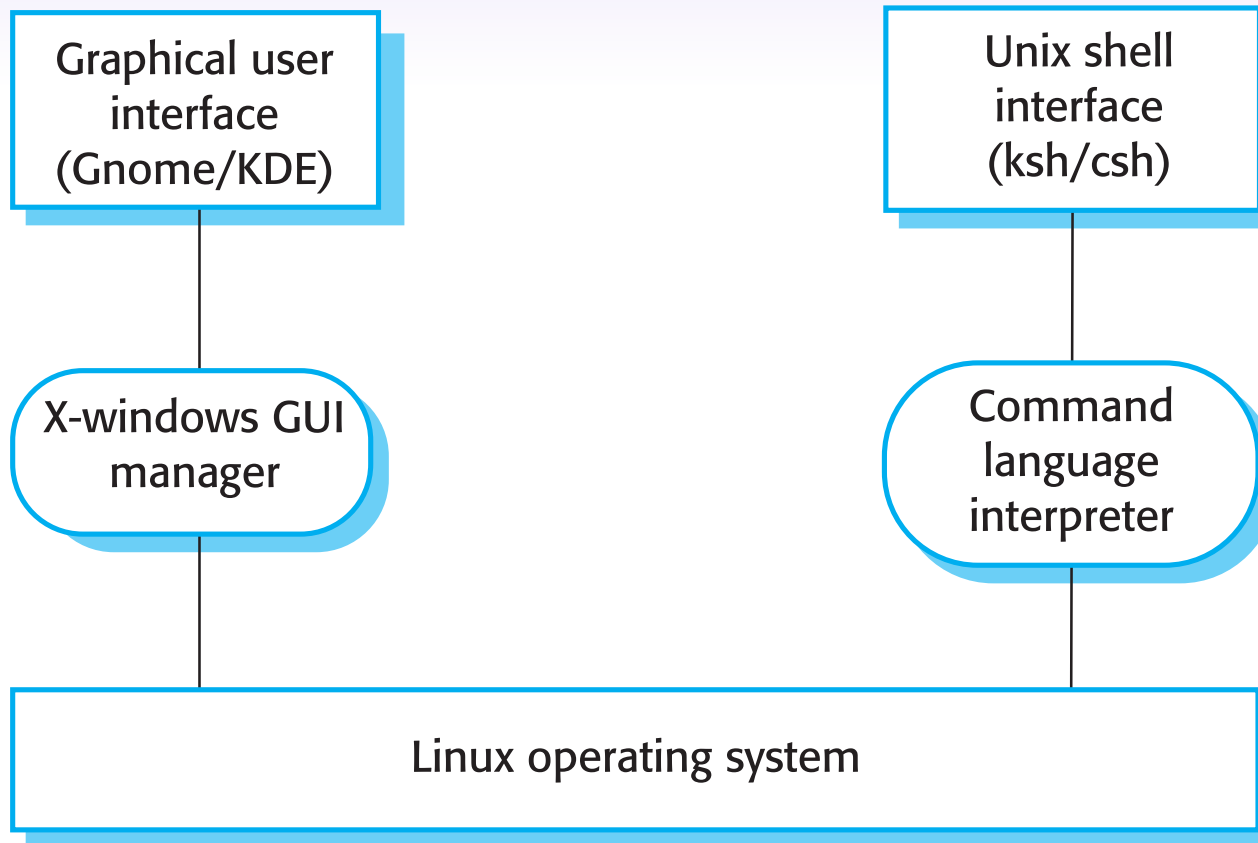 Graphical user
interface
(Gnome/KDE)
Unix shell
interface
(ksh/csh)
X-windows GUI
manager
Command
language
interpreter
Linux operating system